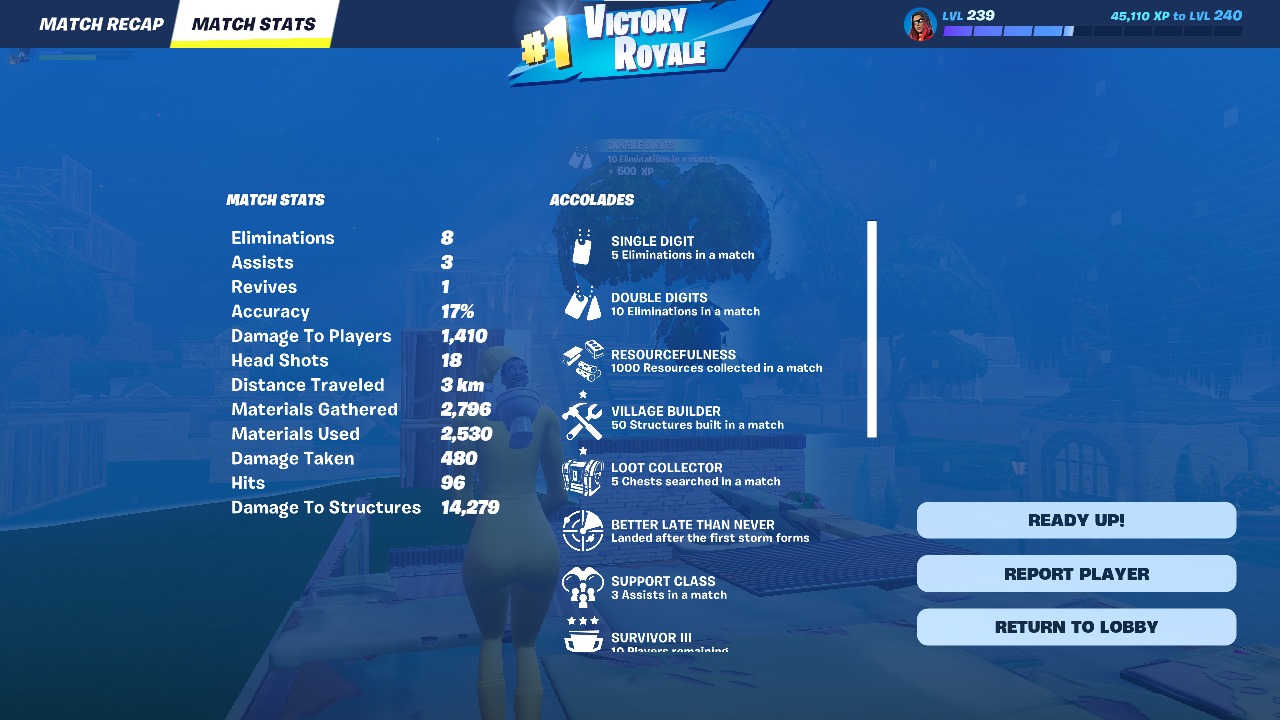 MATCH RECAP
MATCH STATS
#1 VICTORY
ROYALE
LVL 239
45,110 XP to LVL 240
DOUBLE DIGITS
10 Eliminations in a match
+ 500 XP
MATCH STATS
Eliminations 8
Assists 3
Revives 1
Accuracy 17%
Damage To Players 1,410
Head Shots 18
Distance Traveled 3 km
Materials Gathered 2,796
Materials Used 2,530
Damage Taken 480
Hits 96
Damage To Structures 14,279
ACCOLADES
SINGLE DIGIT
5 Eliminations in a match
DOUBLE DIGITS
10 Eliminations in a match
RESOURCEFULNESS
1000 Resources collected in a match
VILLAGE BUILDER
50 Structures built in a match
LOOT COLLECTOR
5 Chests searched in a match
BETTER LATE THAN NEVER
Landed after the first storm forms
SUPPORT CLASS
3 Assists in a match
SURVIVOR III
10 Players remaining
READY UP!
REPORT PLAYER
RETURN TO LOBBY